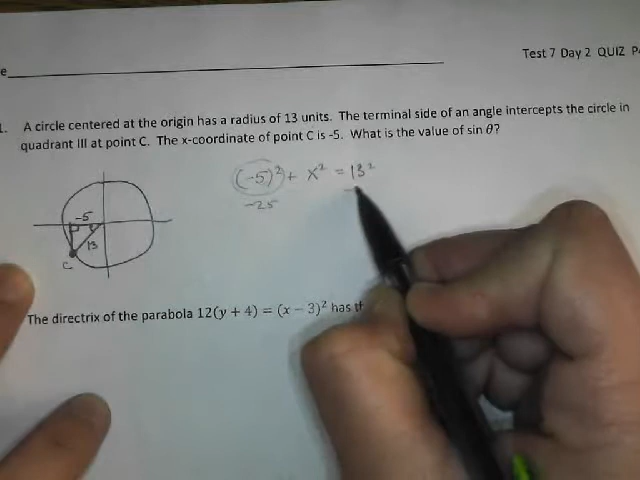 e
Test 7 Day 2 QUIZ P
1. A circle centered at the origin has a radius of 13 units. The terminal side of an angle intercepts the circle in
quadrant III at point C. The x-coordinate of point C is -5. What is the value of sin θ?
(-5)² + x² = 13²
-25
-5
13
C
The directrix of the parabola 12(y + 4) = (x − 3)² has